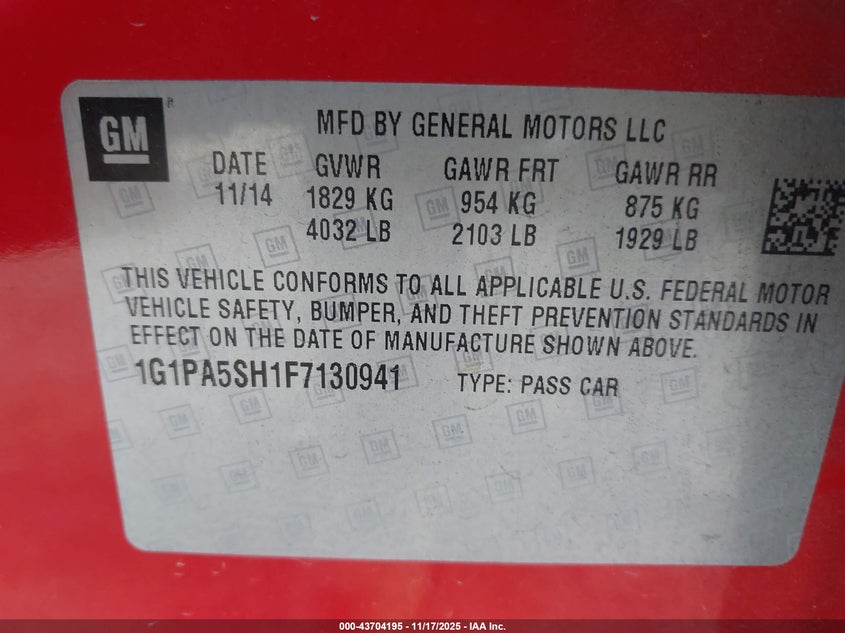 GM
MFD BY GENERAL MOTORS LLC
DATE GVWR GAWR FRT GAWR RR
11/14 1829 KG 954 KG 875 KG
4032 LB 2103 LB 1929 LB
THIS VEHICLE CONFORMS TO ALL APPLICABLE U.S. FEDERAL MOTOR
VEHICLE SAFETY, BUMPER, AND THEFT PREVENTION STANDARDS IN
EFFECT ON THE DATE OF MANUFACTURE SHOWN ABOVE.
1G1PA5SH1F7130941 TYPE: PASS CAR
000-43704195 - 11/17/2025 - IAA Inc.